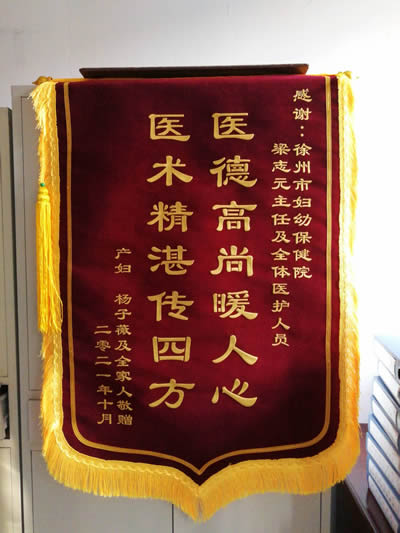 感谢：徐州市妇幼保健院
梁志元主任及全体医护人员
医德高尚暖人心
医术精湛传四方
产妇 杨子薇及全家人敬赠
二零二一年十月